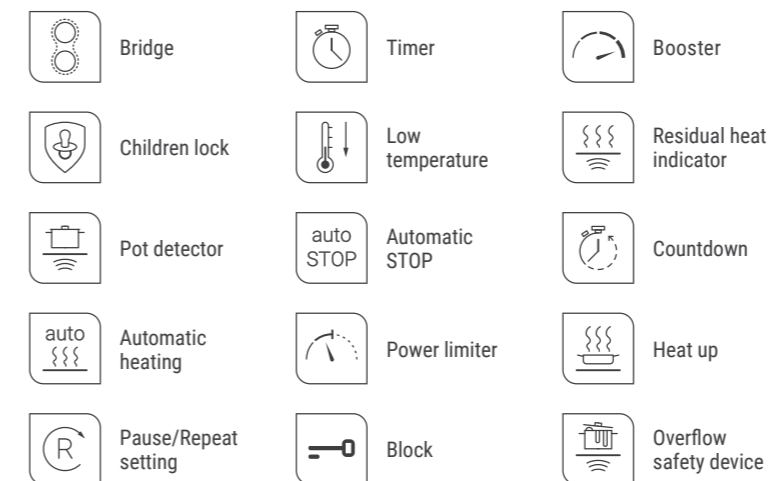 Bridge
Timer
Booster
Children lock
Low
temperature
Residual heat
indicator
Pot detector
auto
STOP
Automatic
STOP
Countdown
auto
Automatic
heating
Power limiter
Heat up
R
Pause/Repeat
setting
Block
Overflow
safety device